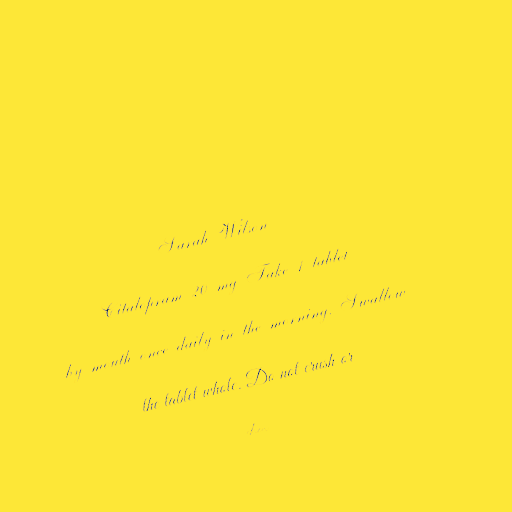 Sarah Wilson
Citalopram 20 mg Take 1 tablet
by mouth once daily in the morning. Swallow
the tablet whole. Do not crush or